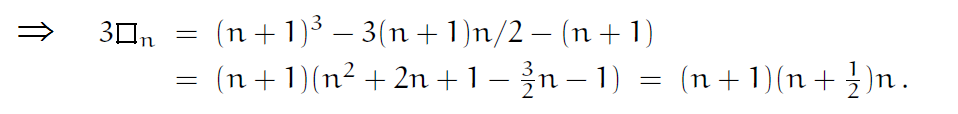 ⇒ 3□ₙ = (n + 1)³ − 3(n + 1)n/2 − (n + 1)
= (n + 1)(n² + 2n + 1 − 3/2 n − 1) = (n + 1)(n + 1/2)n .